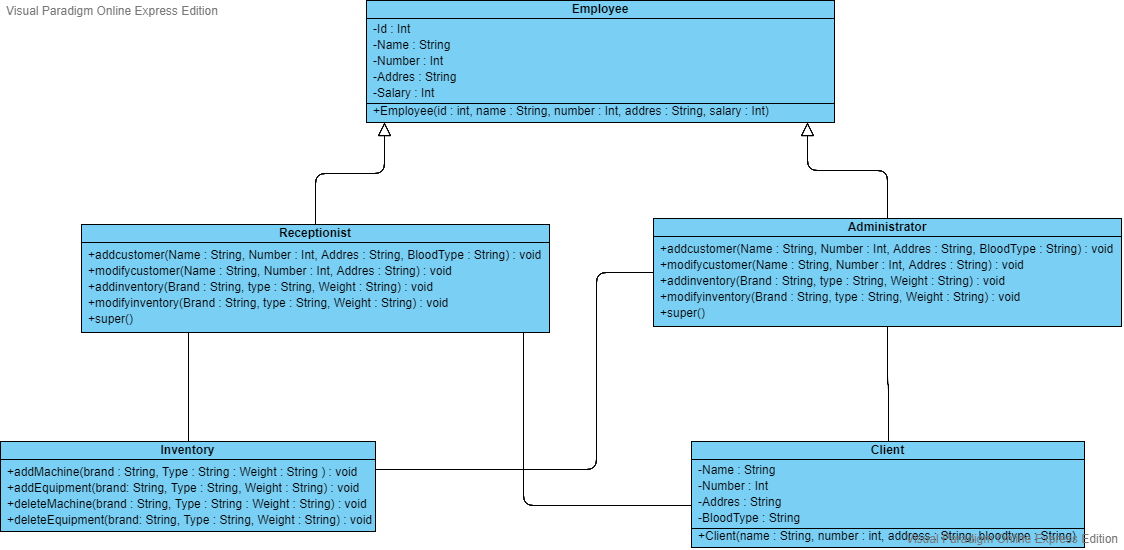 Visual Paradigm Online Express Edition
Employee
-Id : Int
-Name : String
-Number : Int
-Addres : String
-Salary : Int
+Employee(id : int, name : String, number : Int, addres : String, salary : Int)
Receptionist
+addcustomer(Name : String, Number : Int, Addres : String, BloodType : String) : void
+modifycustomer(Name : String, Number : Int, Addres : String) : void
+addinventory(Brand : String, type : String, Weight : String) : void
+modifyinventory(Brand : String, type : String, Weight : String) : void
+super()
Administrator
+addcustomer(Name : String, Number : Int, Addres : String, BloodType : String) : void
+modifycustomer(Name : String, Number : Int, Addres : String) : void
+addinventory(Brand : String, type : String, Weight : String) : void
+modifyinventory(Brand : String, type : String, Weight : String) : void
+super()
Inventory
+addMachine(brand : String, Type : String : Weight : String ) : void
+addEquipment(brand: String, Type : String, Weight : String) : void
+deleteMachine(brand : String, Type : String : Weight : String) : void
+deleteEquipment(brand: String, Type : String, Weight : String) : void
Client
-Name : String
-Number : Int
-Addres : String
-BloodType : String
+Client(name : String, number : int, address : String, bloodtype : String)
Visual Paradigm Online Express Edition